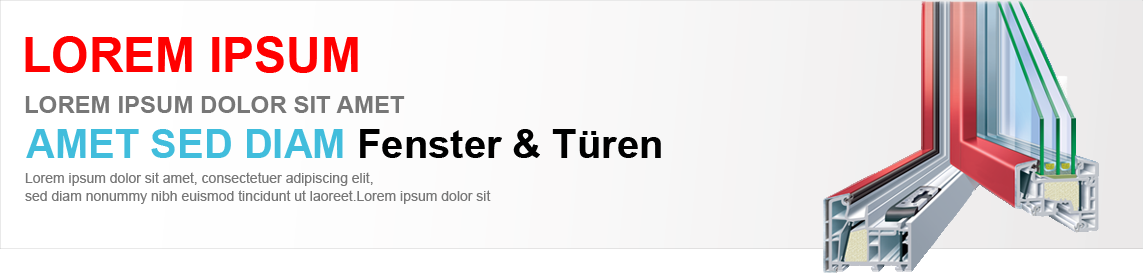 LOREM IPSUM
LOREM IPSUM DOLOR SIT AMET
AMET SED DIAM Fenster & Türen
Lorem ipsum dolor sit amet, consectetuer adipiscing elit,
sed diam nonummy nibh euismod tincidunt ut laoreet.Lorem ipsum dolor sit